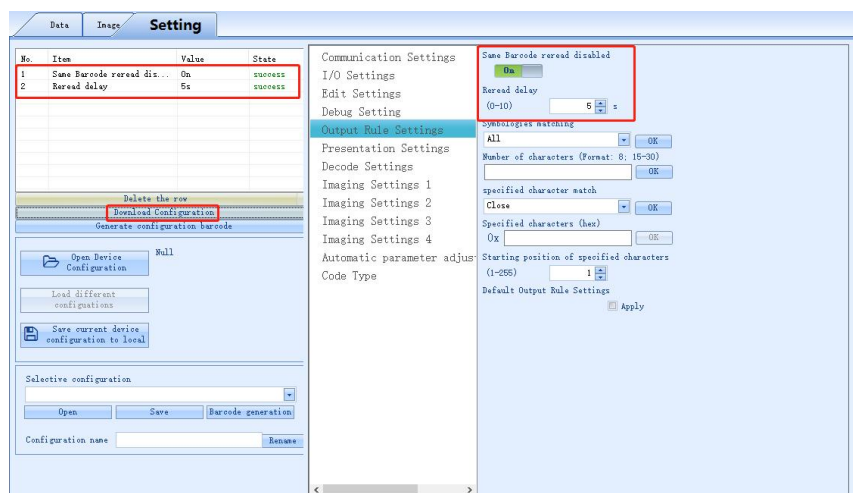 Data Image Setting
No. Item Value State
1 Same Barcode reread dis... On success
2 Reread delay 5s success
Delete the row
Download Configuration
Generate configuration barcode
Open Device
Configuration
Null
Load different
configuations
Save current device
configuration to local
Selective configuration
Open Save Barcode generation
Configuration name Rename
Communication Settings
I/O Settings
Edit Settings
Debug Setting
Output Rule Settings
Presentation Settings
Decode Settings
Imaging Settings 1
Imaging Settings 2
Imaging Settings 3
Imaging Settings 4
Automatic parameter adjus
Code Type
Same Barcode reread disabled
On
Reread delay
(0-10) 5 s
Symbologies matching
All OK
Number of characters (Format: 8; 15-30)
OK
specified character match
Close OK
Specified characters (hex)
0x OK
Starting position of specified characters
(1-255) 1
Default Output Rule Settings
Apply